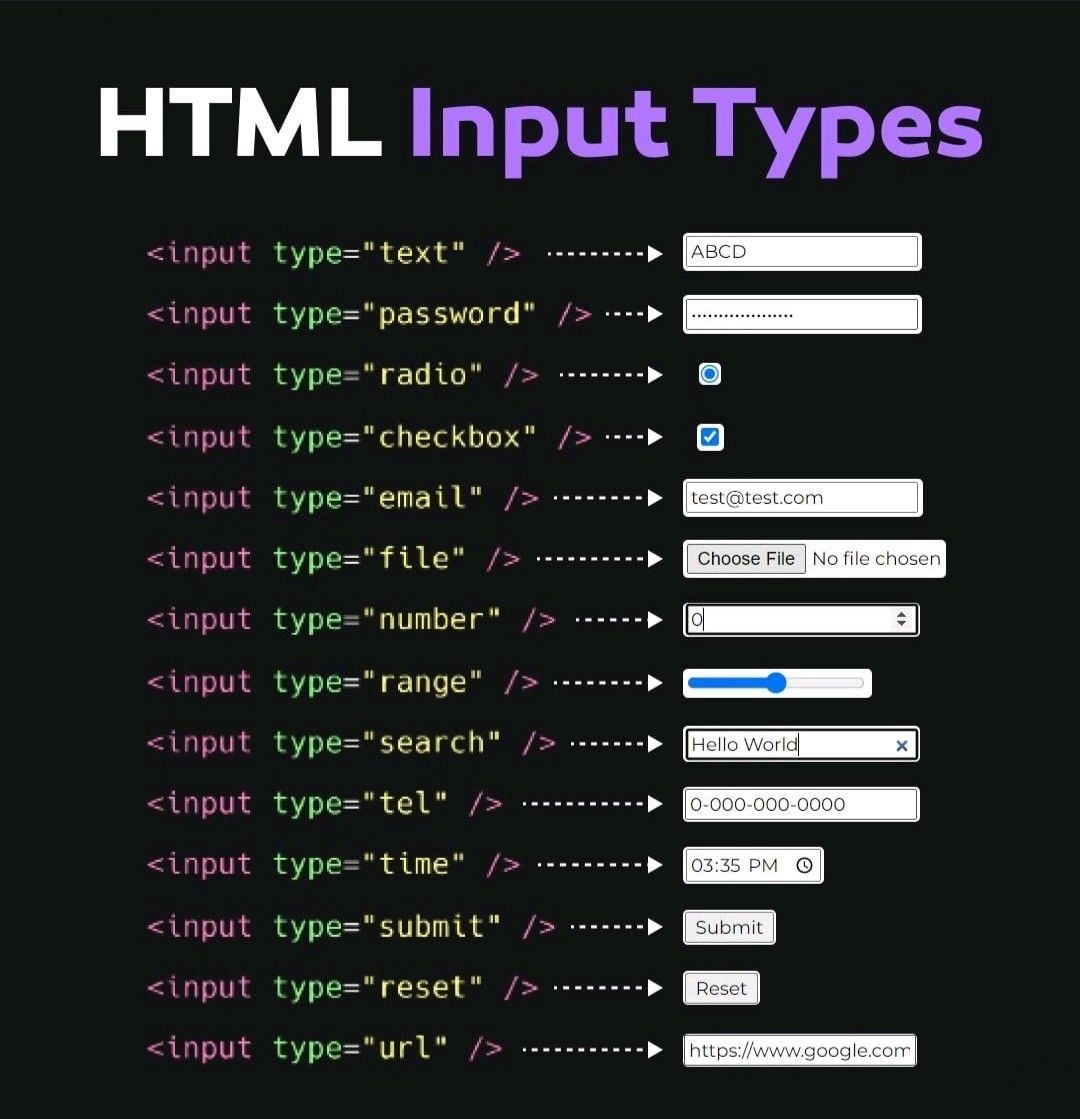 HTML Input Types
<input type="text" /> ABCD
<input type="password" /> •••••••••••••••••••
<input type="radio" />
<input type="checkbox" />
<input type="email" /> test@test.com
<input type="file" /> Choose File No file chosen
<input type="number" /> 0
<input type="range" />
<input type="search" /> Hello World ×
<input type="tel" /> 0-000-000-0000
<input type="time" /> 03:35 PM
<input type="submit" /> Submit
<input type="reset" /> Reset
<input type="url" /> https://www.google.com